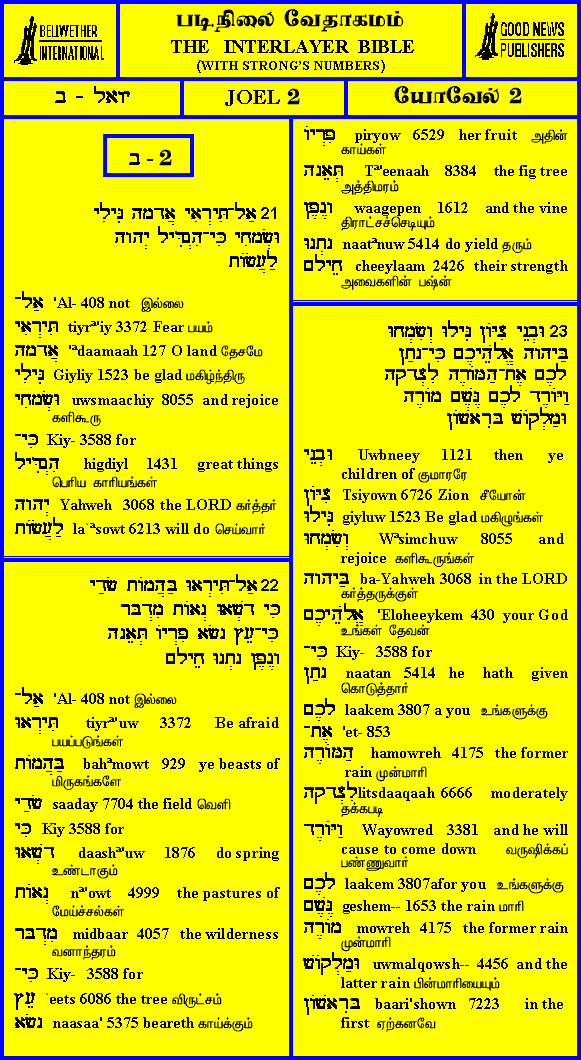 BELLWETHER
INTERNATIONAL
படிநிலை வேதாகமம்
THE INTERLAYER BIBLE
(WITH STRONG'S NUMBERS)
GOOD NEWS
PUBLISHERS
יואל - ב
JOEL 2
யோவேல் 2
ב - 2
21 אַל־תִּירְאִי אֲדָמָה גִּילִי
וּשְׂמָחִי כִּי־הִגְדִּיל יְהוָה
לַעֲשׂוֹת
אַל־ 'Al- 408 not இல்லை
תִּירְאִי tiyrª'iy 3372 Fear பயம்
אֲדָמָה 'ªdaamaah 127 O land தேசமே
גִּילִי Giyliy 1523 be glad மகிழ்ந்திரு
וּשְׂמָחִי uwsmaachiy 8055 and rejoice
களிகூரு
כִּי־ Kiy- 3588 for
הִגְדִּיל higdiyl 1431 great things
பெரிய காரியங்கள்
יְהוָה Yahweh 3068 the LORD கர்த்தர்
לַעֲשׂוֹת la`ªsowt 6213 will do செய்வார்
22 אַל־תִּירְאוּ בַּהֲמוֹת שָׂדַי
כִּי דָשְׁאוּ נְאוֹת מִדְבָּר
כִּי־עֵץ נָשָׂא פִרְיוֹ תְּאֵנָה
וָגֶפֶן נָתְנוּ חֵילָם
אַל־ 'Al- 408 not இல்லை
תִּירְאוּ tiyrª'uw 3372 Be afraid
பயப்படுங்கள்
בַּהֲמוֹת bahªmowt 929 ye beasts of
மிருகங்களே
שָׂדַי saaday 7704 the field வெளி
כִּי Kiy 3588 for
דָשְׁאוּ daashª'uw 1876 do spring
உண்டாகும்
נְאוֹת nª'owt 4999 the pastures of
மேய்ச்சல்கள்
מִדְבָּר midbaar 4057 the wilderness
வனாந்தரம்
כִּי־ Kiy- 3588 for
עֵץ `eets 6086 the tree விருட்சம்
נָשָׂא naasaa' 5375 beareth காய்க்கும்
פִרְיוֹ piryow 6529 her fruit அதின்
காய்கள்
תְּאֵנָה Tª'eenaah 8384 the fig tree
அத்திமரம்
וָגֶפֶן waagepen 1612 and the vine
திராட்சச்செடியும்
נָתְנוּ naatªnuw 5414 do yield தரும்
חֵילָם cheeylaam 2426 their strength
அவைகளின் பஷ்ன்
23 וּבְנֵי צִיּוֹן גִּילוּ וְשִׂמְחוּ
בַּיהוָה אֱלֹהֵיכֶם כִּי־נָתַן
לָכֶם אֶת־הַמּוֹרֶה לִצְדָקָה
וַיּוֹרֶד לָכֶם גֶּשֶׁם מוֹרֶה
וּמַלְקוֹשׁ בָּרִאשׁוֹן
וּבְנֵי Uwbneey 1121 then ye
children of குமாரரே
צִיּוֹן Tsiyown 6726 Zion சீயோன்
גִּילוּ giyluw 1523 Be glad மகிழுங்கள்
וְשִׂמְחוּ Wªsimchuw 8055 and
rejoice களிகூருங்கள்
בַּיהוָה ba-Yahweh 3068 in the LORD
கர்த்தருக்குள்
אֱלֹהֵיכֶם 'Eloheeykem 430 your God
உங்கள் தேவன்
כִּי־ Kiy- 3588 for
נָתַן naatan 5414 he hath given
கொடுத்தார்
לָכֶם laakem 3807 a you உங்களுக்கு
אֶת־ 'et- 853
הַמּוֹרֶה hamowreh 4175 the former
rain முன்மாரி
לִצְדָקָה litsdaaqaah 6666 moderately
தக்கபடி
וַיּוֹרֶד Wayowred 3381 and he will
cause to come down வருஷிக்கப்
பண்ணுவார்
לָכֶם laakem 3807afor you உங்களுக்கு
גֶּשֶׁם geshem-- 1653 the rain மாரி
מוֹרֶה mowreh 4175 the former rain
முன்மாரி
וּמַלְקוֹשׁ uwmalqowsh-- 4456 and the
latter rain பின்மாரியையும்
בָּרִאשׁוֹן baari'shown 7223 in the
first ஏற்கனவே